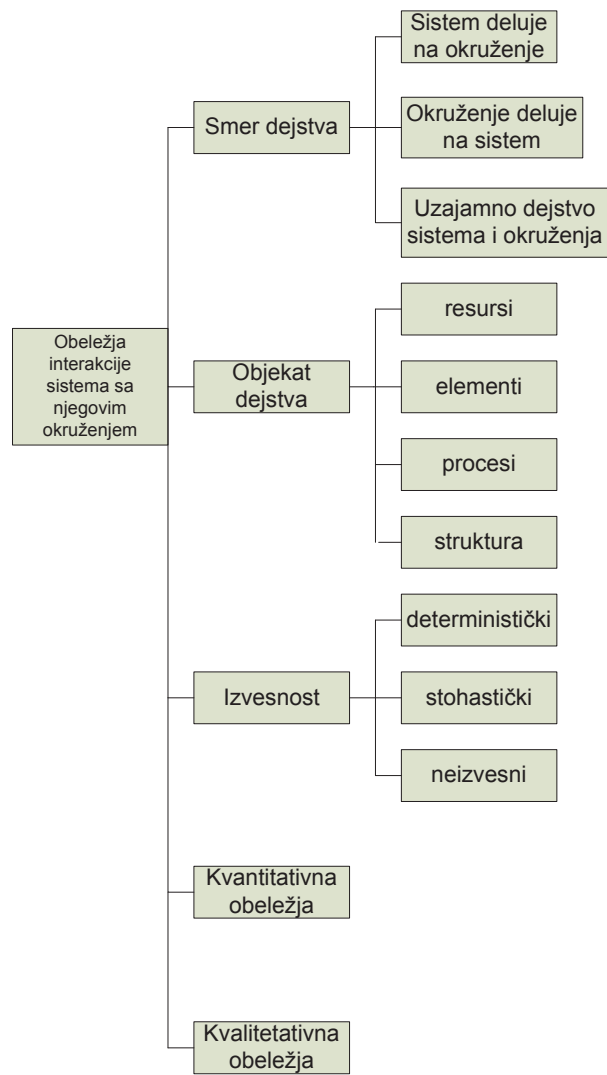 Obeležja
interakcije
sistema sa
njegovim
okruženjem
Smer dejstva
Sistem deluje
na okruženje
Okruženje deluje
na sistem
Uzajamno dejstvo
sistema i okruženja
Objekat
dejstva
resursi
elementi
procesi
struktura
Izvesnost
deterministički
stohastički
neizvesni
Kvantitativna
obeležja
Kvalitetativna
obeležja